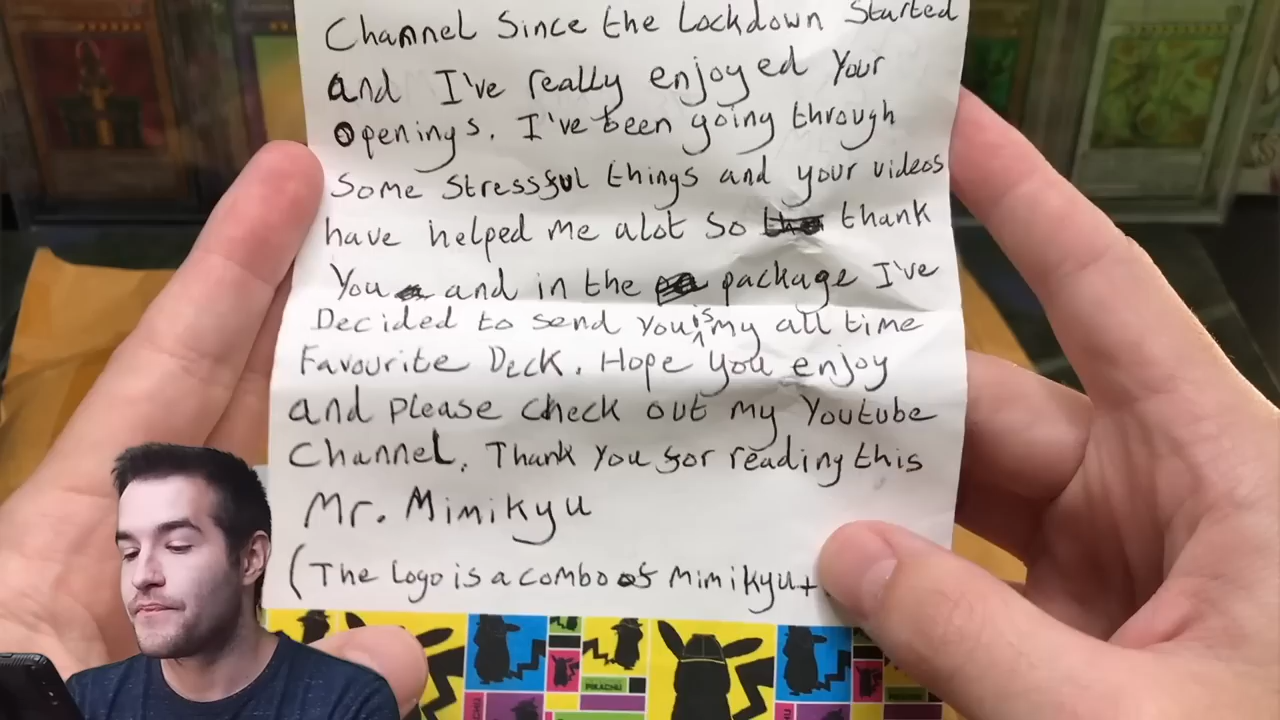 Channel Since the Lockdown Started
and I've really enjoyed Your
Openings. I've been going through
Some Stressful things and your videos
have helped me alot So thank
You and in the package I've
Decided to send you is my all time
Favourite Deck. Hope you enjoy
and please check out my Youtube
Channel. Thank You for reading this
Mr. Mimikyu
(The Logo is a combo of Mimikyu +
PIKACHU
PIKACHU